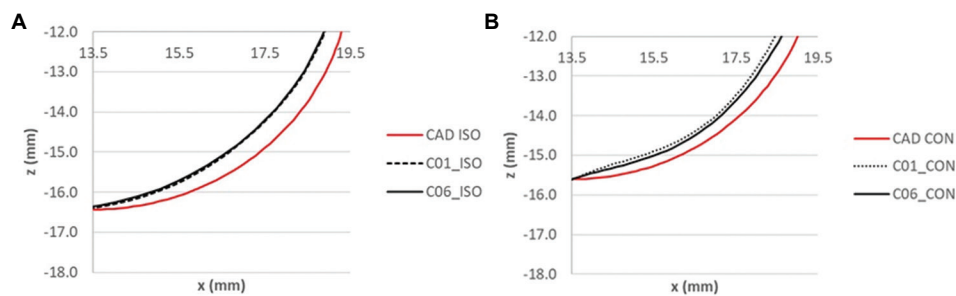 A
-12.0
13.5 15.5 17.5 19.5
-13.0
-14.0
-15.0
-16.0
-17.0
-18.0
z (mm)
x (mm)
CAD ISO
C01_ISO
C06_ISO
B
-12.0
13.5 15.5 17.5 19.5
-13.0
-14.0
-15.0
-16.0
-17.0
-18.0
z (mm)
x (mm)
CAD CON
C01_CON
C06_CON